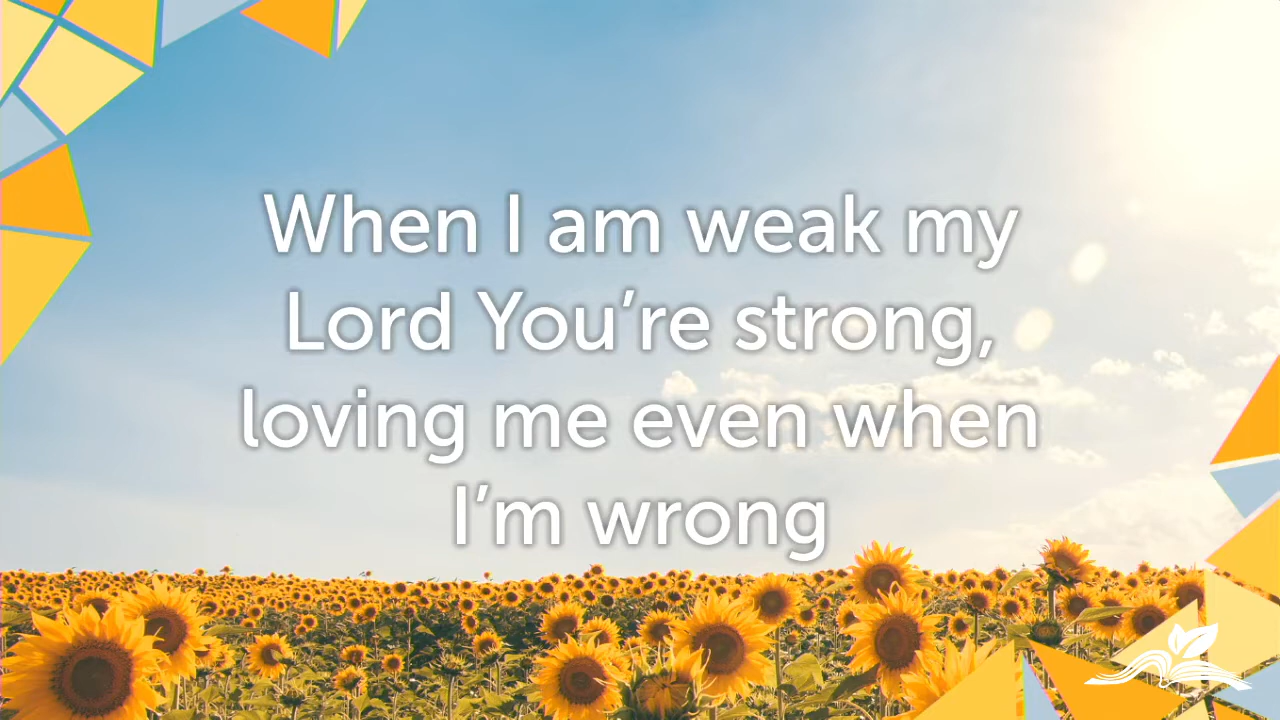 When I am weak my
Lord You’re strong,
loving me even when
I’m wrong